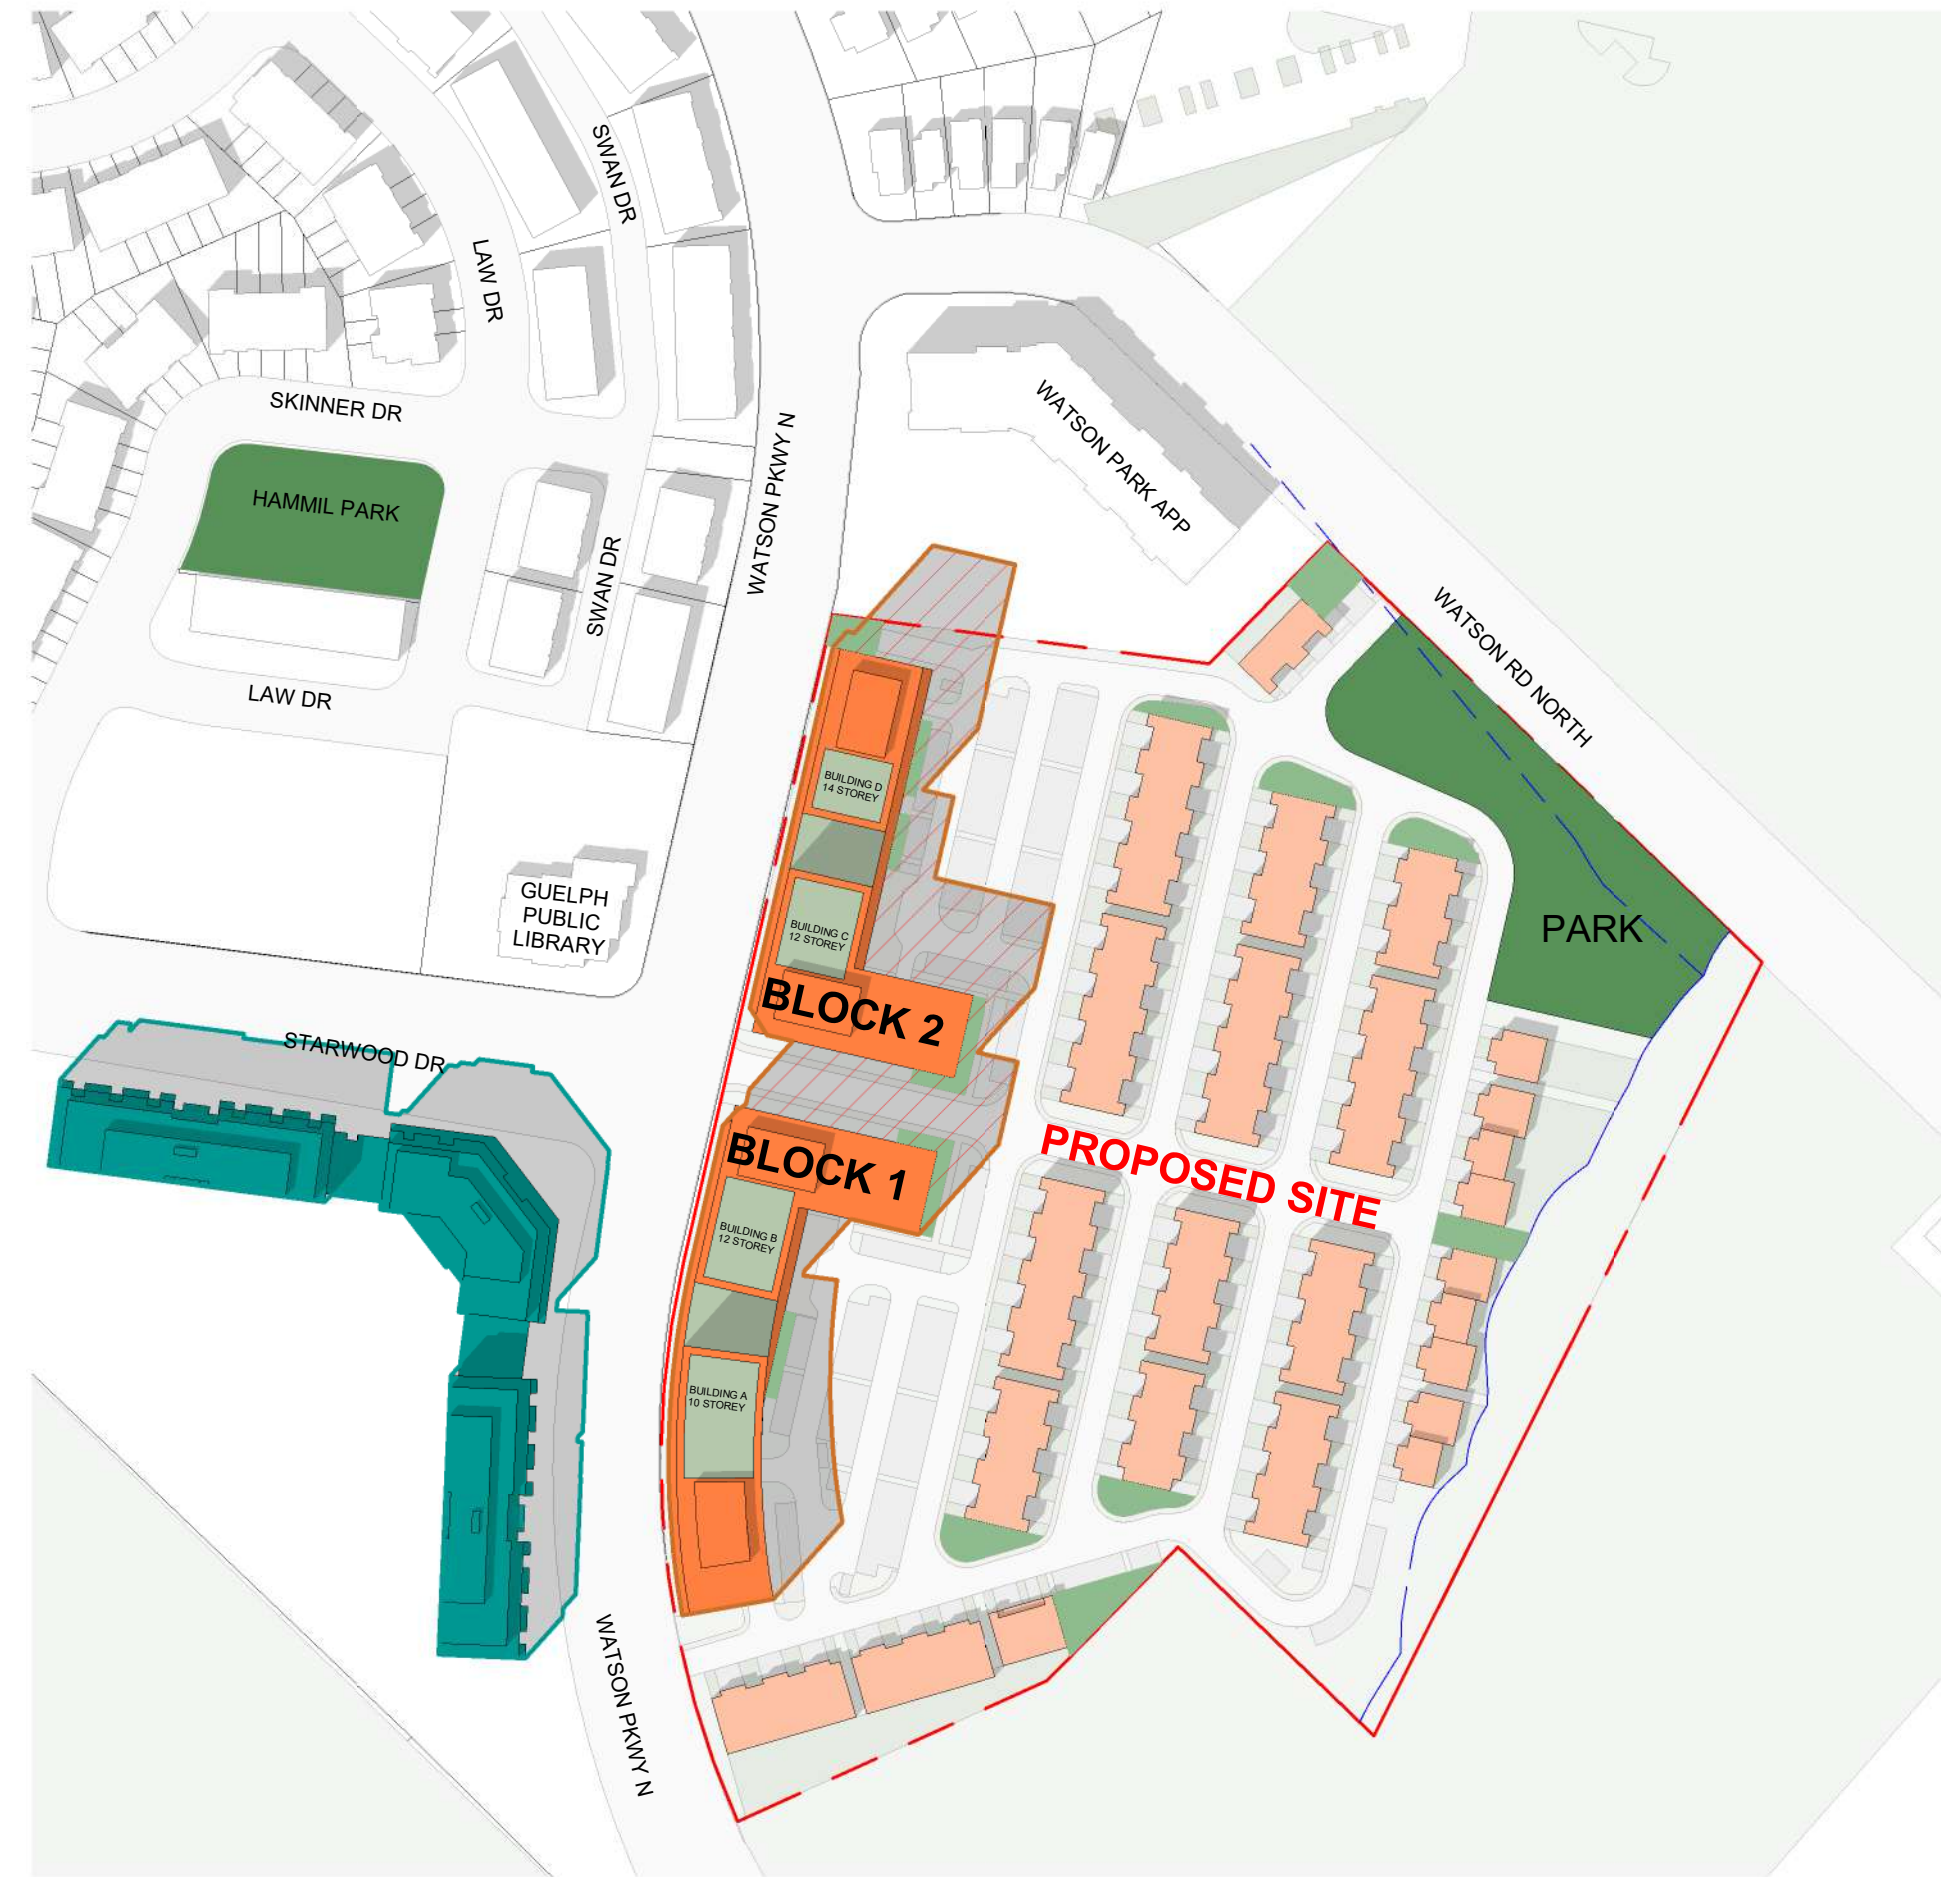 SWAN DR
LAW DR
SKINNER DR
HAMMIL PARK
WATSON PKWY N
WATSON PARK APP
SWAN DR
LAW DR
WATSON RD NORTH
BUILDING D
14 STOREY
GUELPH
PUBLIC
LIBRARY
BUILDING C
12 STOREY
PARK
BLOCK 2
STARWOOD DR
BLOCK 1
PROPOSED SITE
BUILDING B
12 STOREY
BUILDING A
10 STOREY
WATSON PKWY N